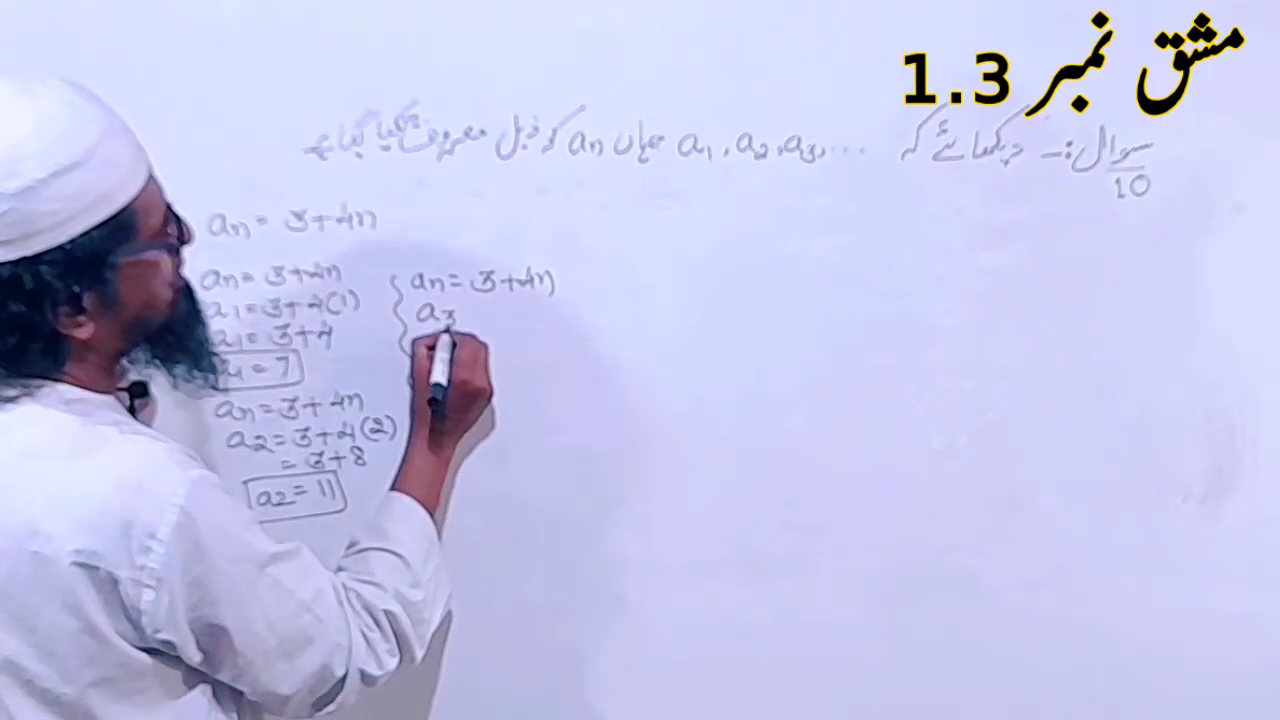 مشق نمبر 1.3
سوال:۔ دکھائے کہ a₁, a₂, a₃, ... جہاں aₙ کو ذیل معروف کیا گیا ہے
10
aₙ = 3+4n
aₙ = 3+4n
a₁ = 3+4(1)
a₁ = 3+4
a₁ = 7
aₙ = 3+4n
a₂ = 3+4(2)
= 3+8
a₂ = 11
aₙ = 3+4n
a₃